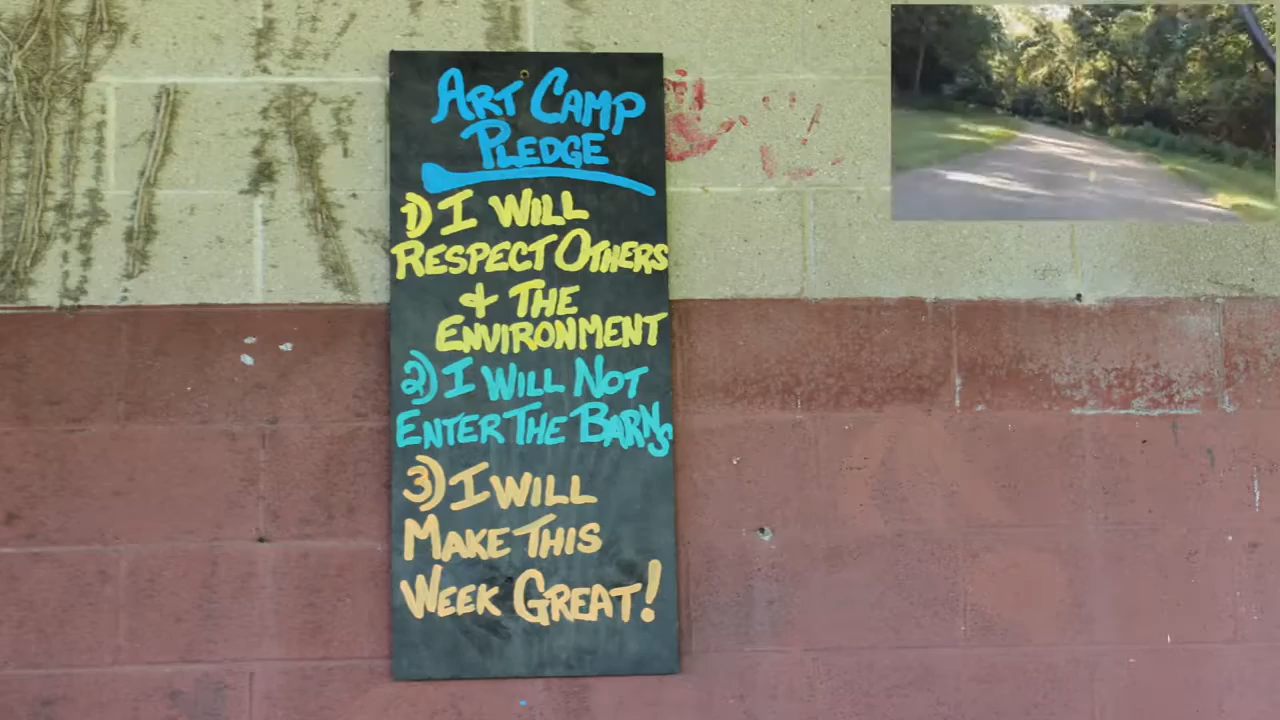 ART CAMP
PLEDGE
1) I WILL
RESPECT OTHERS
& THE
ENVIRONMENT
2) I WILL NOT
ENTER THE BARNS
3) I WILL
MAKE THIS
WEEK GREAT!